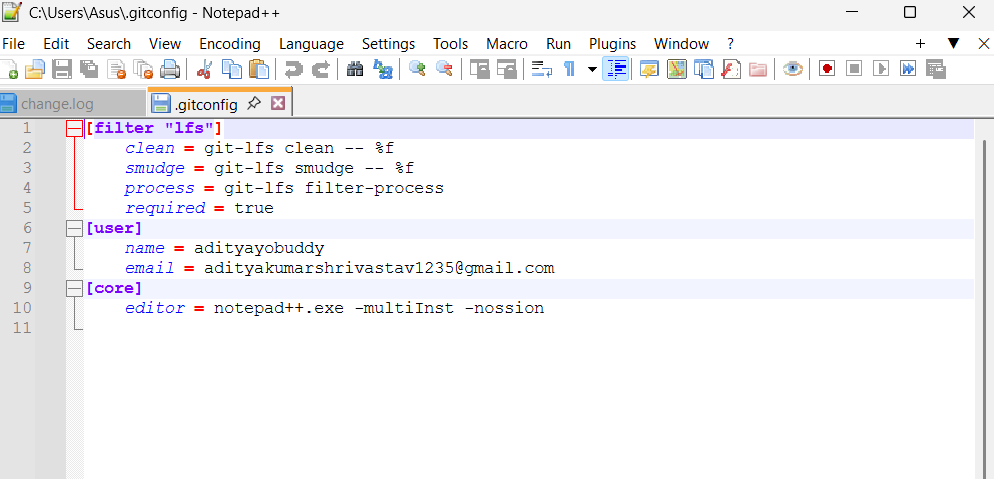 C:\Users\Asus\.gitconfig - Notepad++
File Edit Search View Encoding Language Settings Tools Macro Run Plugins Window ?
change.log .gitconfig
1 [filter "lfs"]
2 clean = git-lfs clean -- %f
3 smudge = git-lfs smudge -- %f
4 process = git-lfs filter-process
5 required = true
6 [user]
7 name = adityayobuddy
8 email = adityakumarshrivastav1235@gmail.com
9 [core]
10 editor = notepad++.exe -multiInst -nossion
11